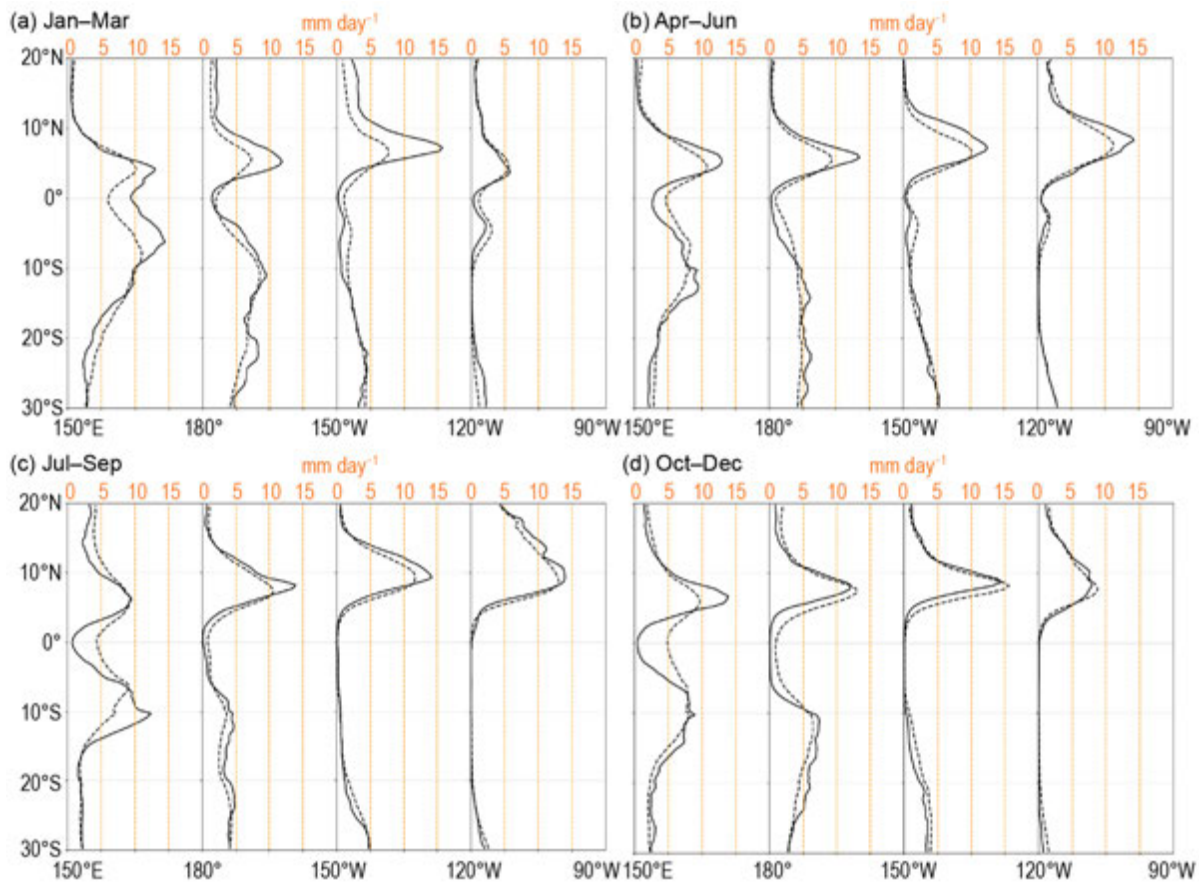 (a) Jan–Mar mm day⁻¹ (b) Apr–Jun mm day⁻¹
0 5 10 15 0 5 10 15 0 5 10 15 0 5 10 15 0 5 10 15 0 5 10 15 0 5 10 15 0 5 10 15
20°N
10°N
0°
10°S
20°S
30°S
150°E 180° 150°W 120°W 90°W 150°E 180° 150°W 120°W 90°W
(c) Jul–Sep mm day⁻¹ (d) Oct–Dec mm day⁻¹
0 5 10 15 0 5 10 15 0 5 10 15 0 5 10 15 0 5 10 15 0 5 10 15 0 5 10 15 0 5 10 15
20°N
10°N
0°
10°S
20°S
30°S
150°E 180° 150°W 120°W 90°W 150°E 180° 150°W 120°W 90°W